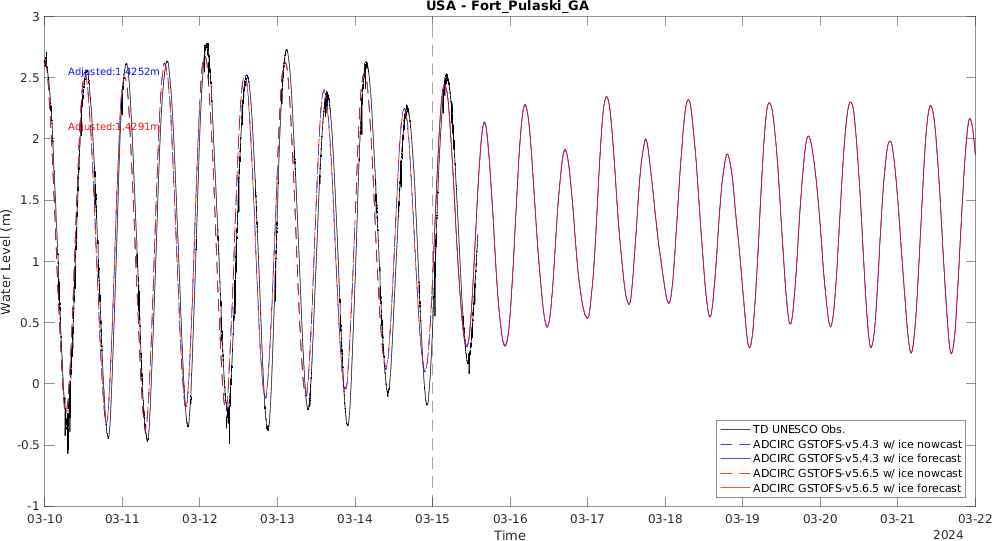 USA - Fort_Pulaski_GA
3
2.5
2
1.5
1
0.5
0
-0.5
-1
Water Level (m)
Adjusted:1.4252m
Adjusted:1.4291m
TD UNESCO Obs.
ADCIRC GSTOFS-v5.4.3 w/ ice nowcast
ADCIRC GSTOFS-v5.4.3 w/ ice forecast
ADCIRC GSTOFS-v5.6.5 w/ ice nowcast
ADCIRC GSTOFS-v5.6.5 w/ ice forecast
03-10 03-11 03-12 03-13 03-14 03-15 03-16 03-17 03-18 03-19 03-20 03-21 03-22
Time
2024